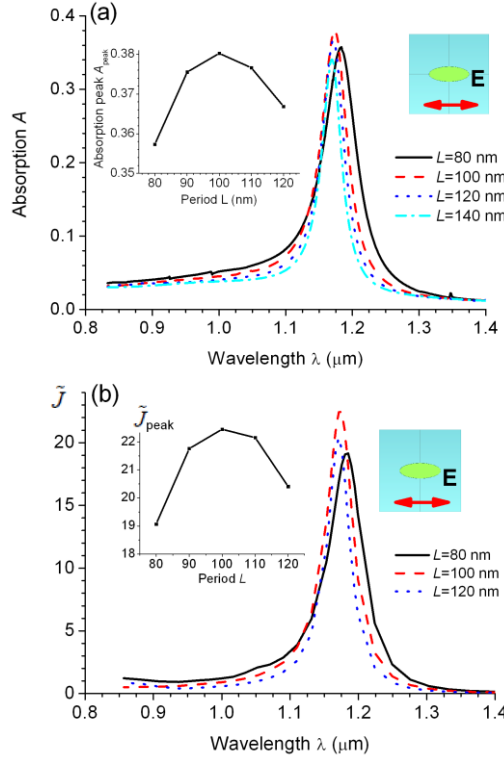 (a)
Absorption A
0.4
0.3
0.2
0.1
0.0
Absorption peak A_peak
0.38
0.37
0.36
0.35
80 90 100 110 120
Period L (nm)
E
L=80 nm
L=100 nm
L=120 nm
L=140 nm
0.8 0.9 1.0 1.1 1.2 1.3 1.4
Wavelength λ (μm)
(b)
J̃
20
15
10
5
0
J̃_peak
22
21
20
19
18
80 90 100 110 120
Period L
E
L=80 nm
L=100 nm
L=120 nm
0.8 0.9 1.0 1.1 1.2 1.3 1.4
Wavelength λ (μm)